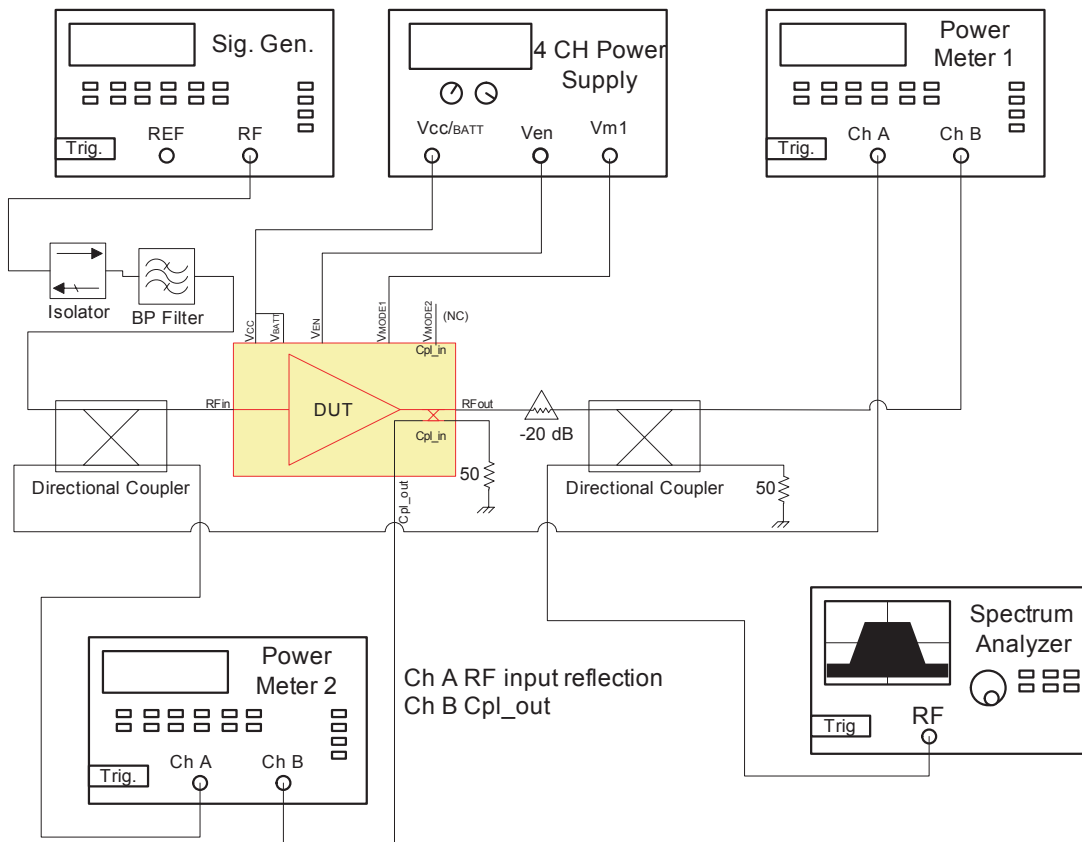 Sig. Gen.
REF
RF
Trig.
4 CH Power
Supply
Vcc/BATT
Ven
Vm1
Power
Meter 1
Ch A
Ch B
Trig.
Isolator
BP Filter
VCC
VBATT
VEN
VMODE1
VMODE2
(NC)
Cpl_in
RFin
DUT
RFout
Cpl_in
-20 dB
50
Cpl_out
Directional Coupler
Directional Coupler
50
Power
Meter 2
Ch A
Ch B
Trig.
Ch A RF input reflection
Ch B Cpl_out
Spectrum
Analyzer
RF
Trig